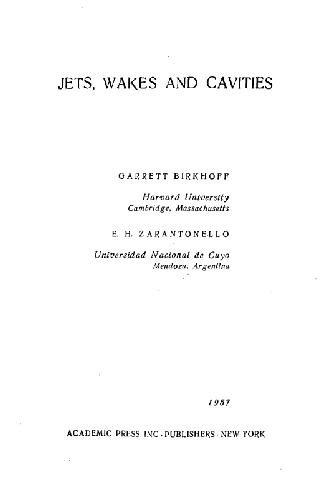 JETS, WAKES AND CAVITIES
GARRETT BIRKHOFF
Harvard University
Cambridge, Massachusetts
E. H. ZARANTONELLO
Universidad Nacional de Cuyo
Mendoza, Argentina
1957
ACADEMIC PRESS INC · PUBLISHERS · NEW YORK